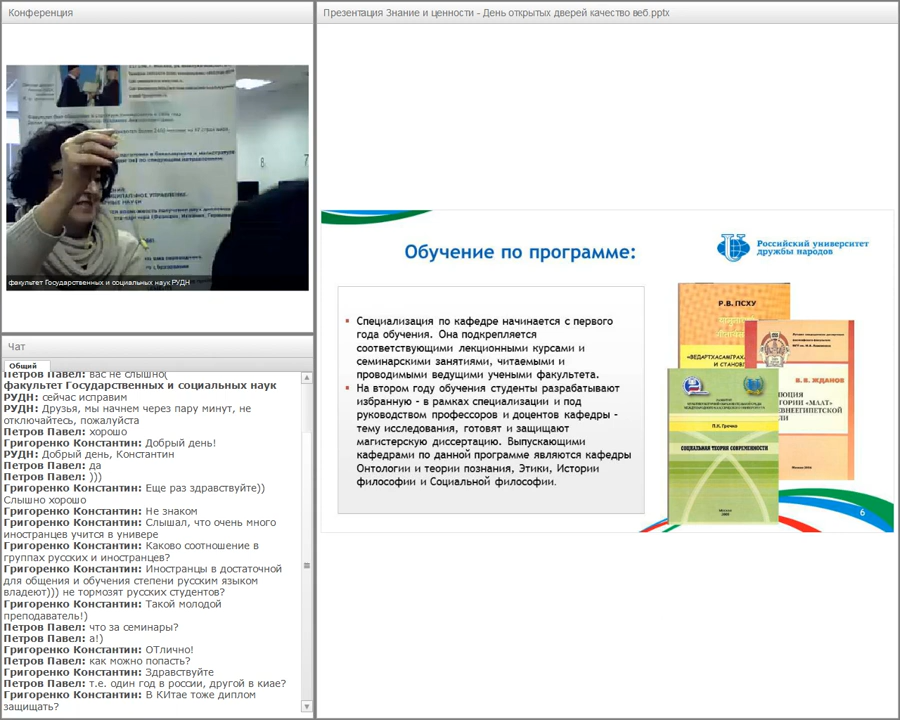 Конференция
Презентация Знание и ценности - День открытых дверей качество веб.pptx
8
7
факультет Государственных и социальных наук РУДН
Чат
Общий
Петров Павел: вас не слышно(
факультет Государственных и социальных наук
РУДН: сейчас исправим
РУДН: Друзья, мы начнем через пару минут, не
отключайтесь, пожалуйста
Петров Павел: хорошо
Григоренко Константин: Добрый день!
РУДН: Добрый день, Константин
Петров Павел: да
Петров Павел: )))
Григоренко Константин: Еще раз здравствуйте))
Слышно хорошо
Григоренко Константин: Не знаком
Григоренко Константин: Слышал, что очень много
иностранцев учится в универе
Григоренко Константин: Каково соотношение в
группах русских и иностранцев?
Григоренко Константин: Иностранцы в достаточной
для общения и обучения степени русским языком
владеют))) не тормозят русских студентов?
Григоренко Константин: Такой молодой
преподаватель!)
Петров Павел: что за семинары?
Петров Павел: а!)
Григоренко Константин: ОТлично!
Петров Павел: как можно попасть?
Григоренко Константин: Здравствуйте
Петров Павел: т.е. один год в россии, другой в киае?
Григоренко Константин: В КИтае тоже диплом
защищать?
Обучение по программе:
Российский университет
дружбы народов
Специализация по кафедре начинается с первого
года обучения. Она подкрепляется
соответствующими лекционными курсами и
семинарскими занятиями, читаемыми и
проводимыми ведущими учеными факультета.
На втором году обучения студенты разрабатывают
избранную – в рамках специализации и под
руководством профессоров и доцентов кафедры –
тему исследования, готовят и защищают
магистерскую диссертацию. Выпускающими
кафедрами по данной программе являются кафедры
Онтологии и теории познания, Этики, Истории
философии и Социальной философии.
Р.В. ПСХУ
«ВЕДАРТХАСАМГРАХА»
И СТАНОВ
В. В. ЖДАНОВ
ЮЦИЯ
ГОРИИ «МААТ»
ЕВНЕЕГИПЕТСКОЙ
П.К. Гречко
СОЦИАЛЬНАЯ ТЕОРИЯ СОВРЕМЕННОСТИ
Москва
6